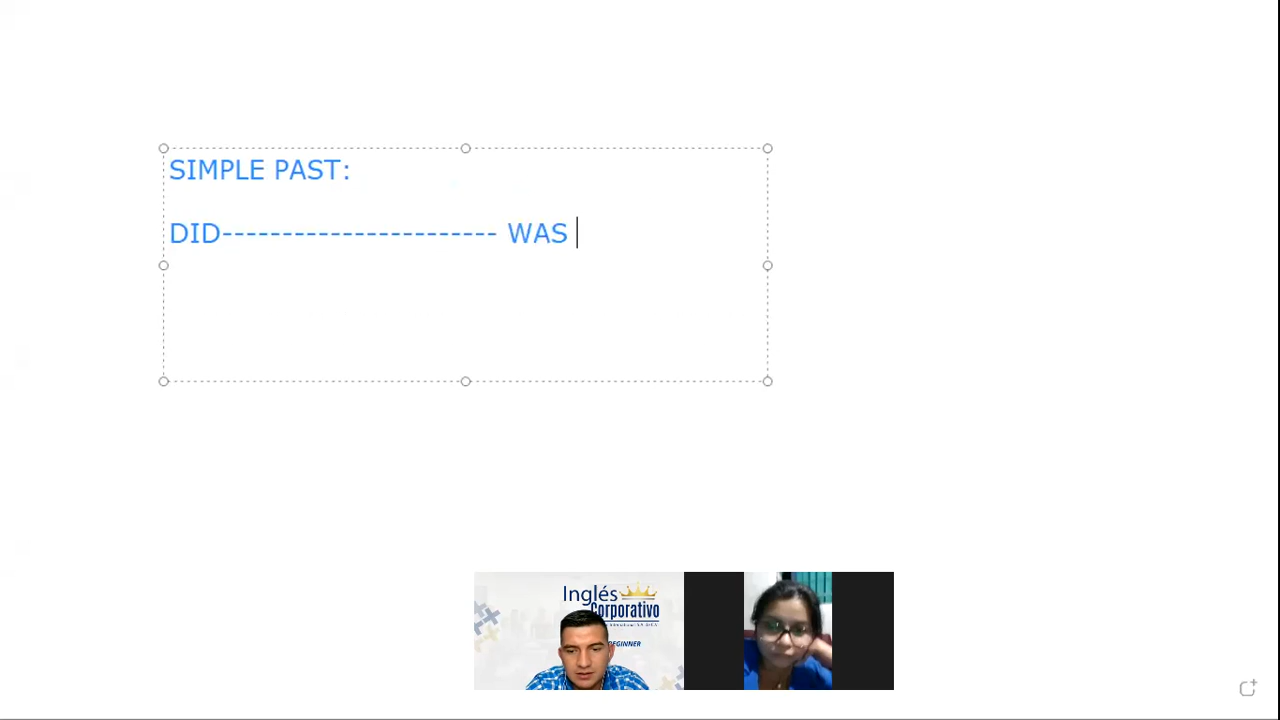 SIMPLE PAST:
DID----------------------- WAS
Inglés
Corporativo
BEGINNER